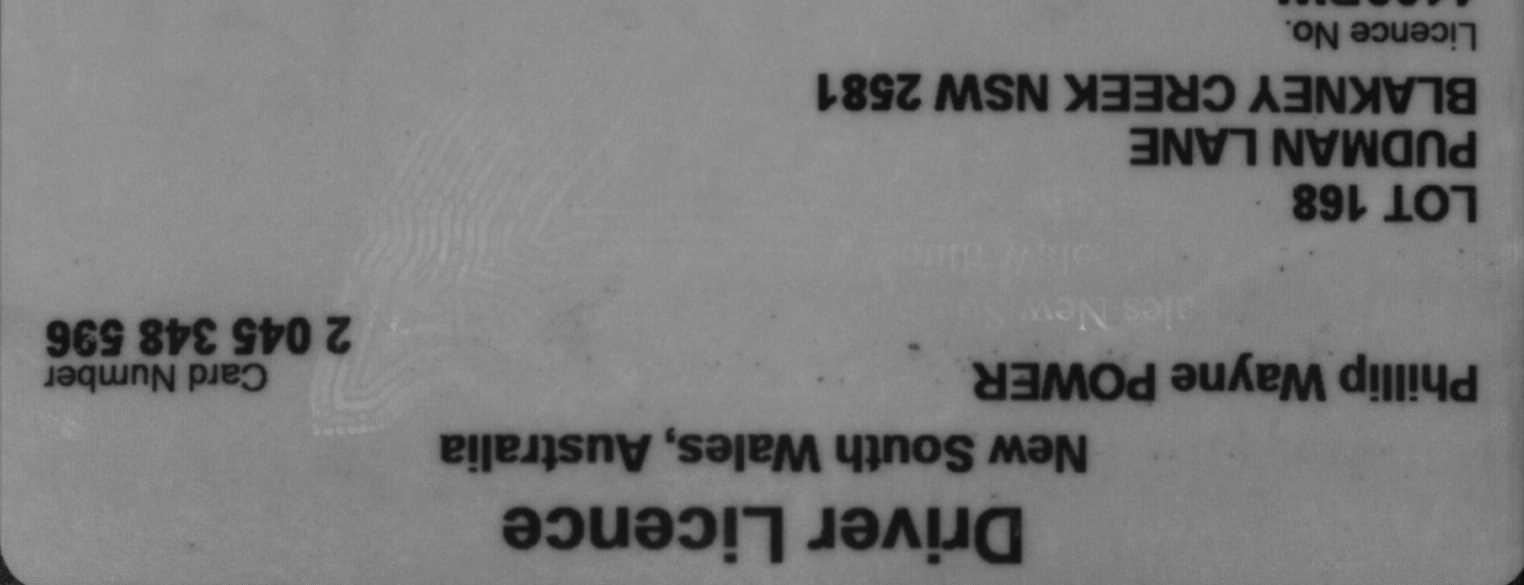 Driver Licence
New South Wales, Australia
Phillip Wayne POWER
Card Number
2 045 348 596
LOT 168
PUDMAN LANE
BLAKNEY CREEK NSW 2581
Licence No.